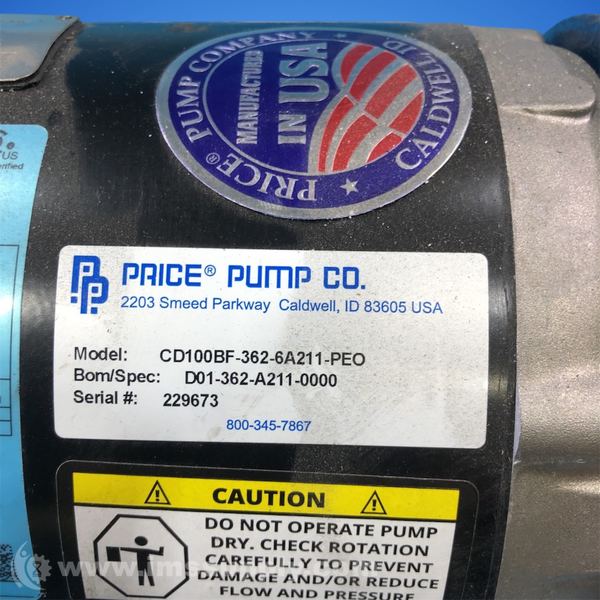 PRICE® PUMP COMPANY
CALDWELL, ID.
MANUFACTURED
IN USA
US
PRICE® PUMP CO.
2203 Smeed Parkway Caldwell, ID 83605 USA
Model: CD100BF-362-6A211-PEO
Bom/Spec: D01-362-A211-0000
Serial #: 229673
800-345-7867
CAUTION
DO NOT OPERATE PUMP
DRY. CHECK ROTATION
CAREFULLY TO PREVENT
DAMAGE AND/OR REDUCE
FLOW AND PRESSURE